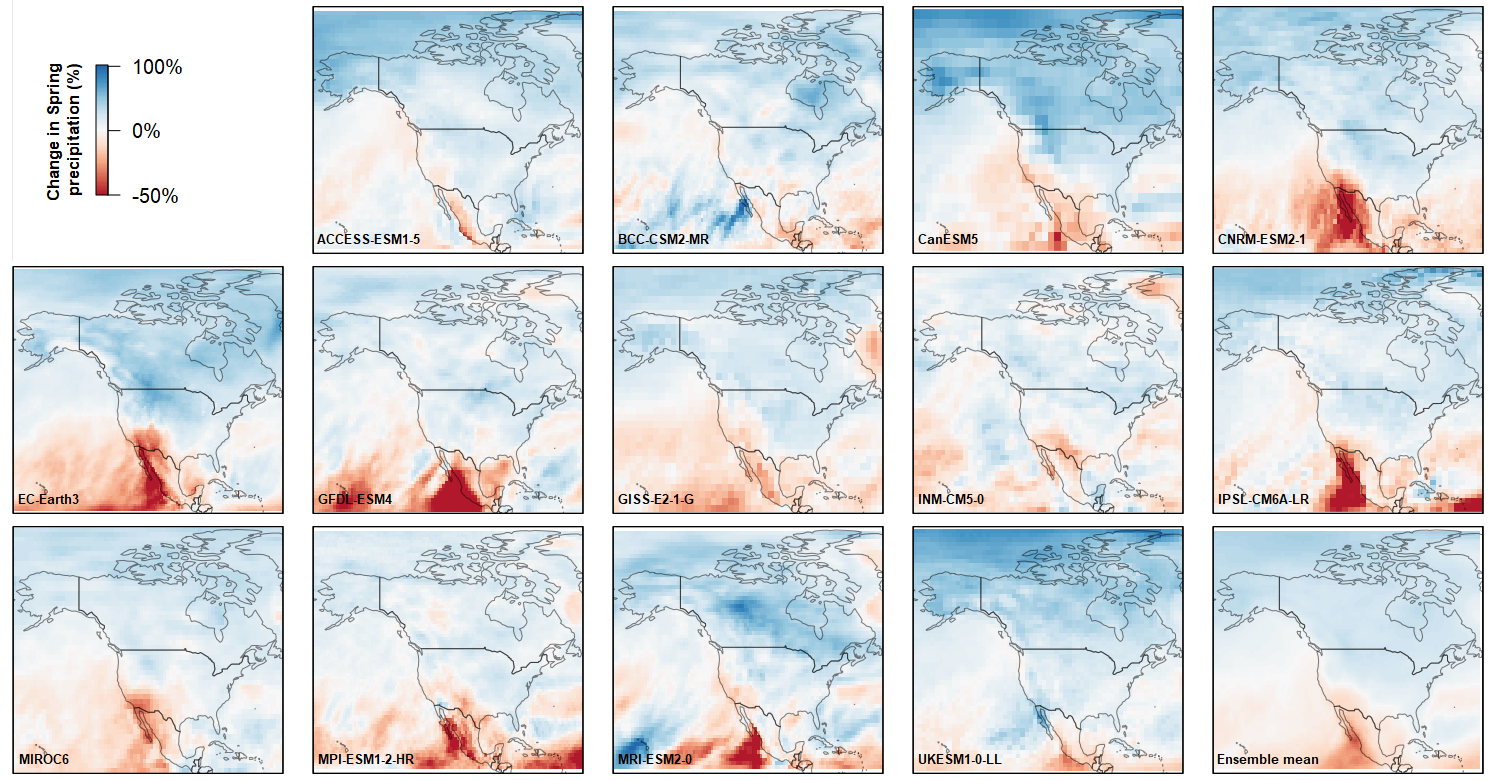 Change in Spring
precipitation (%)
100%
0%
-50%
ACCESS-ESM1-5
BCC-CSM2-MR
CanESM5
CNRM-ESM2-1
EC-Earth3
GFDL-ESM4
GISS-E2-1-G
INM-CM5-0
IPSL-CM6A-LR
MIROC6
MPI-ESM1-2-HR
MRI-ESM2-0
UKESM1-0-LL
Ensemble mean